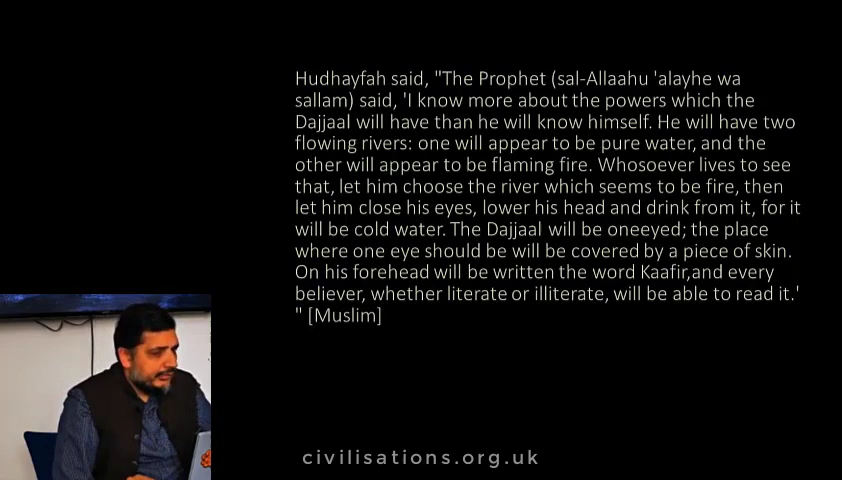 Hudhayfah said, "The Prophet (sal-Allaahu 'alayhe wa
sallam) said, 'I know more about the powers which the
Dajjaal will have than he will know himself. He will have two
flowing rivers: one will appear to be pure water, and the
other will appear to be flaming fire. Whosoever lives to see
that, let him choose the river which seems to be fire, then
let him close his eyes, lower his head and drink from it, for it
will be cold water. The Dajjaal will be oneeyed; the place
where one eye should be will be covered by a piece of skin.
On his forehead will be written the word Kaafir,and every
believer, whether literate or illiterate, will be able to read it.'
" [Muslim]
civilisations.org.uk